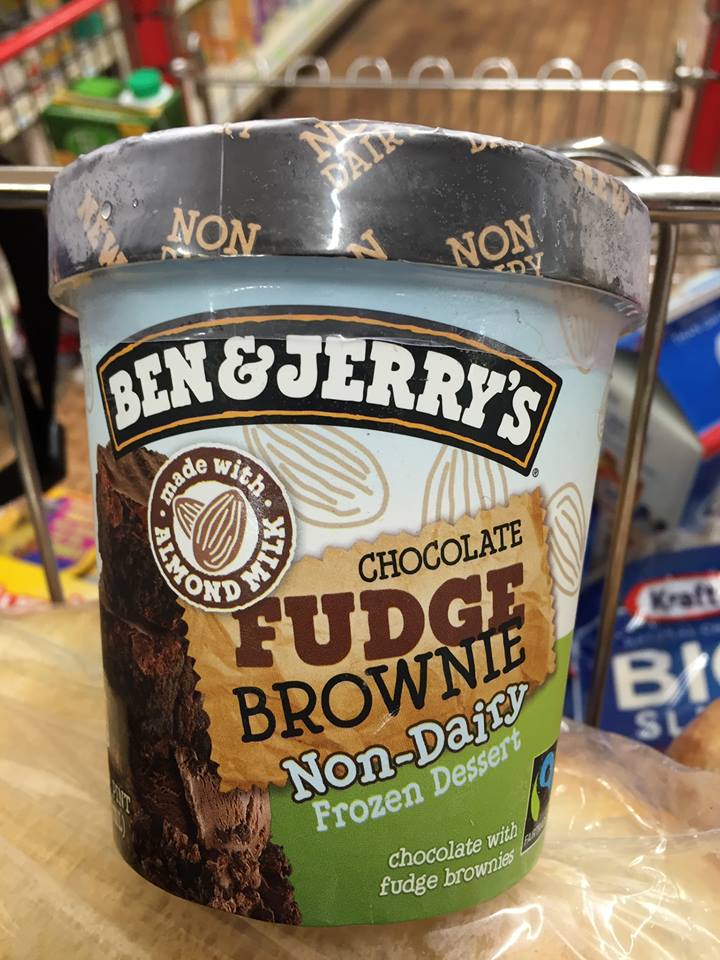 NON
DAIRY
NON
NON
BEN & JERRY'S
made with
ALMOND MILK
CHOCOLATE
FUDGE
BROWNIE
Non-Dairy
Frozen Dessert
chocolate with
fudge brownies
PINT
Kraft